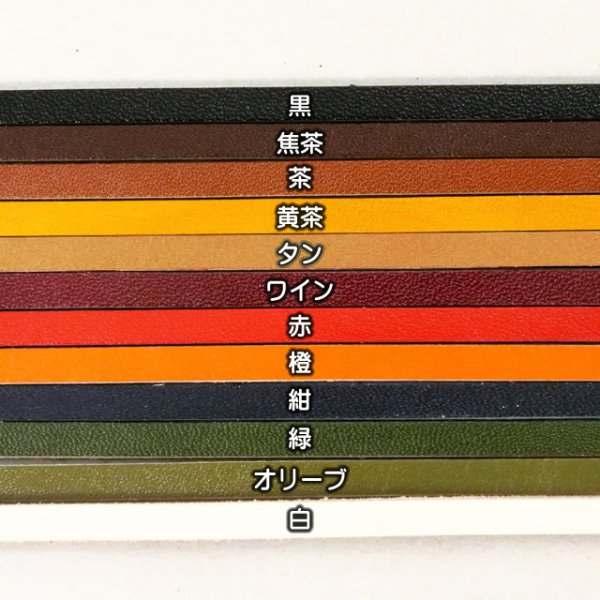 黒
焦茶
茶
黄茶
タン
ワイン
赤
橙
紺
緑
オリーブ
白